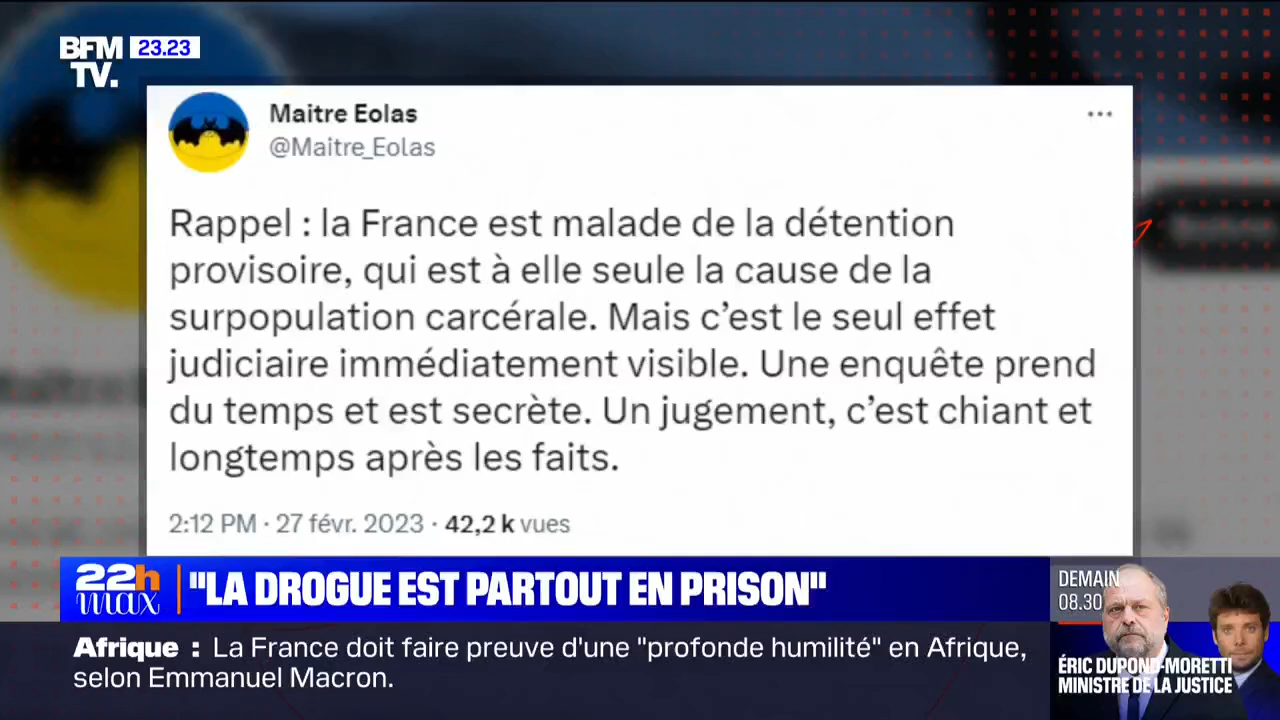 BFM
TV.
23.23
Maitre Eolas
@Maitre_Eolas
Rappel : la France est malade de la détention
provisoire, qui est à elle seule la cause de la
surpopulation carcérale. Mais c’est le seul effet
judiciaire immédiatement visible. Une enquête prend
du temps et est secrète. Un jugement, c’est chiant et
longtemps après les faits.
2:12 PM · 27 févr. 2023 · 42,2 k vues
22h
MAX
"LA DROGUE EST PARTOUT EN PRISON"
Afrique : La France doit faire preuve d'une "profonde humilité" en Afrique,
selon Emmanuel Macron.
DEMAIN
08.30
ÉRIC DUPOND-MORETTI
MINISTRE DE LA JUSTICE